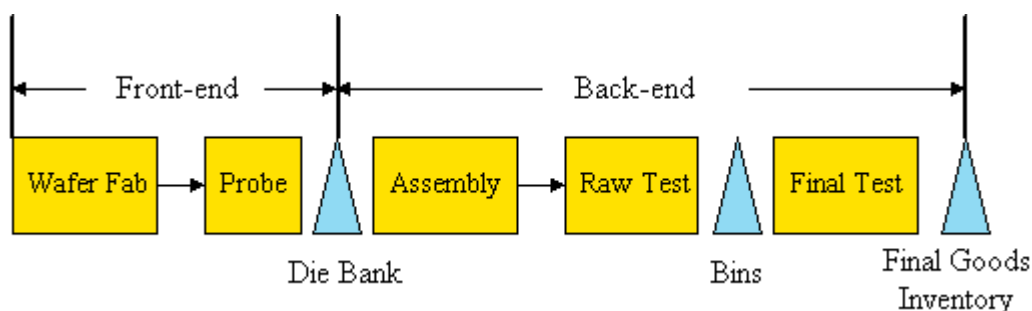 Front-end
Back-end
Wafer Fab
Probe
Assembly
Raw Test
Final Test
Die Bank
Bins
Final Goods
Inventory